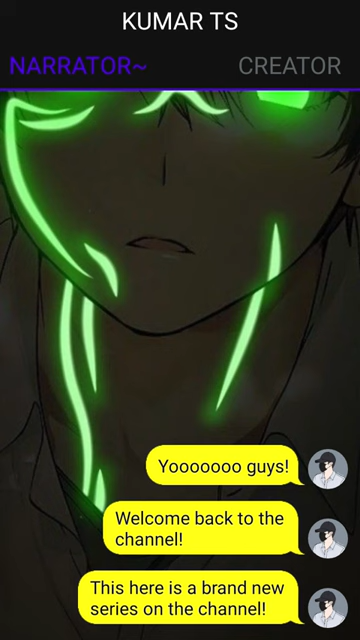 KUMAR TS
NARRATOR~ CREATOR
Yooooooo guys!
Welcome back to the
channel!
This here is a brand new
series on the channel!